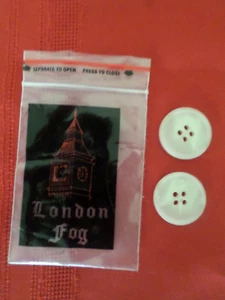 SEPARATE TO OPEN PRESS TO CLOSE
London
Fog